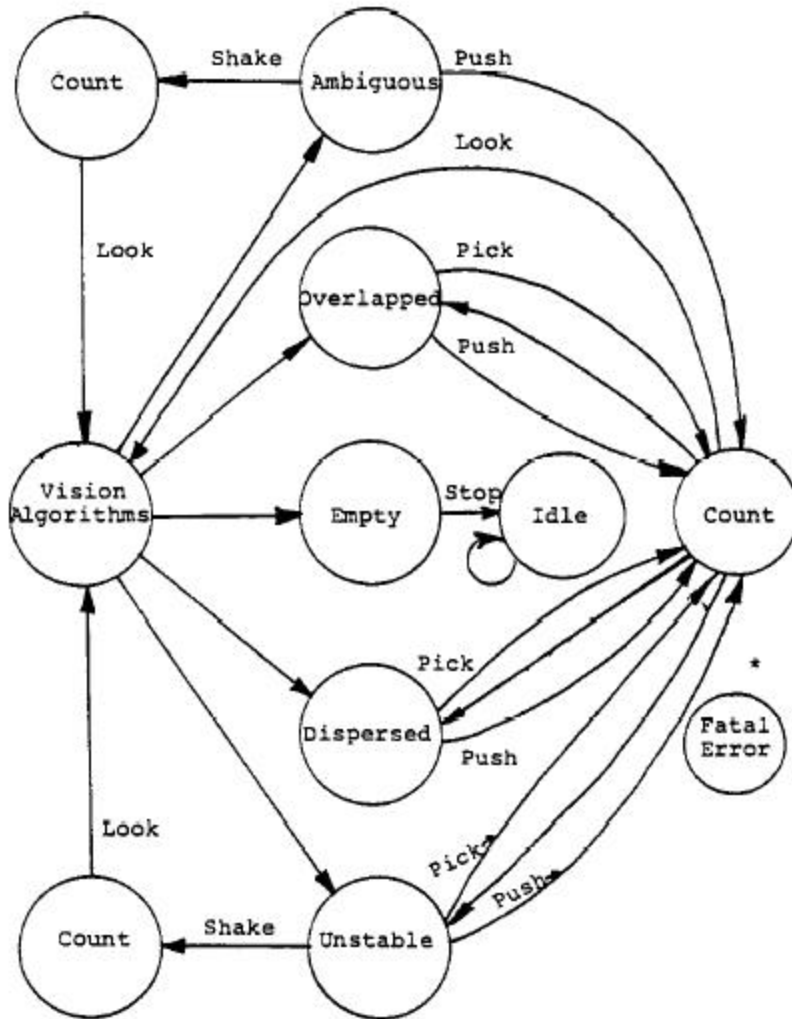 Shake
Push
Count
Ambiguous
Look
Look
Pick
Overlapped
Push
Vision
Algorithms
Stop
Empty
Idle
Count
Pick
*
Dispersed
Push
Fatal
Error
Look
Pick
Push
Count
Shake
Unstable